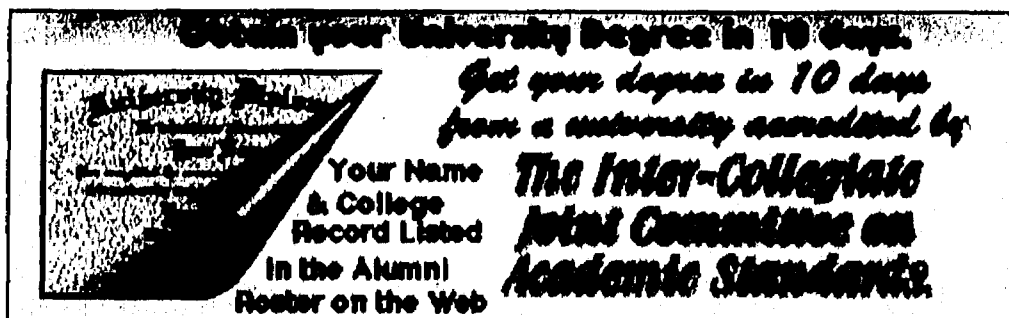 Obtain your University Degree in 10 days.
Get your degree in 10 days
from a university accredited by
The Inter-Collegiate
Joint Committee on
Academic Standards.
Your Name
& College
Record Listed
In the Alumni
Roster on the Web